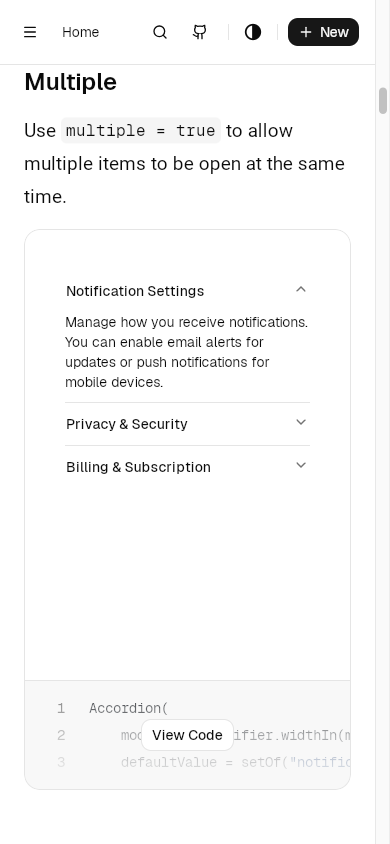 Home
New
Multiple
Use multiple = true to allow
multiple items to be open at the same
time.
Notification Settings
Manage how you receive notifications.
You can enable email alerts for
updates or push notifications for
mobile devices.
Privacy & Security
Billing & Subscription
1 Accordion(
2 mod ifier.widthIn(m
View Code
3 defaultValue = setOf("notific